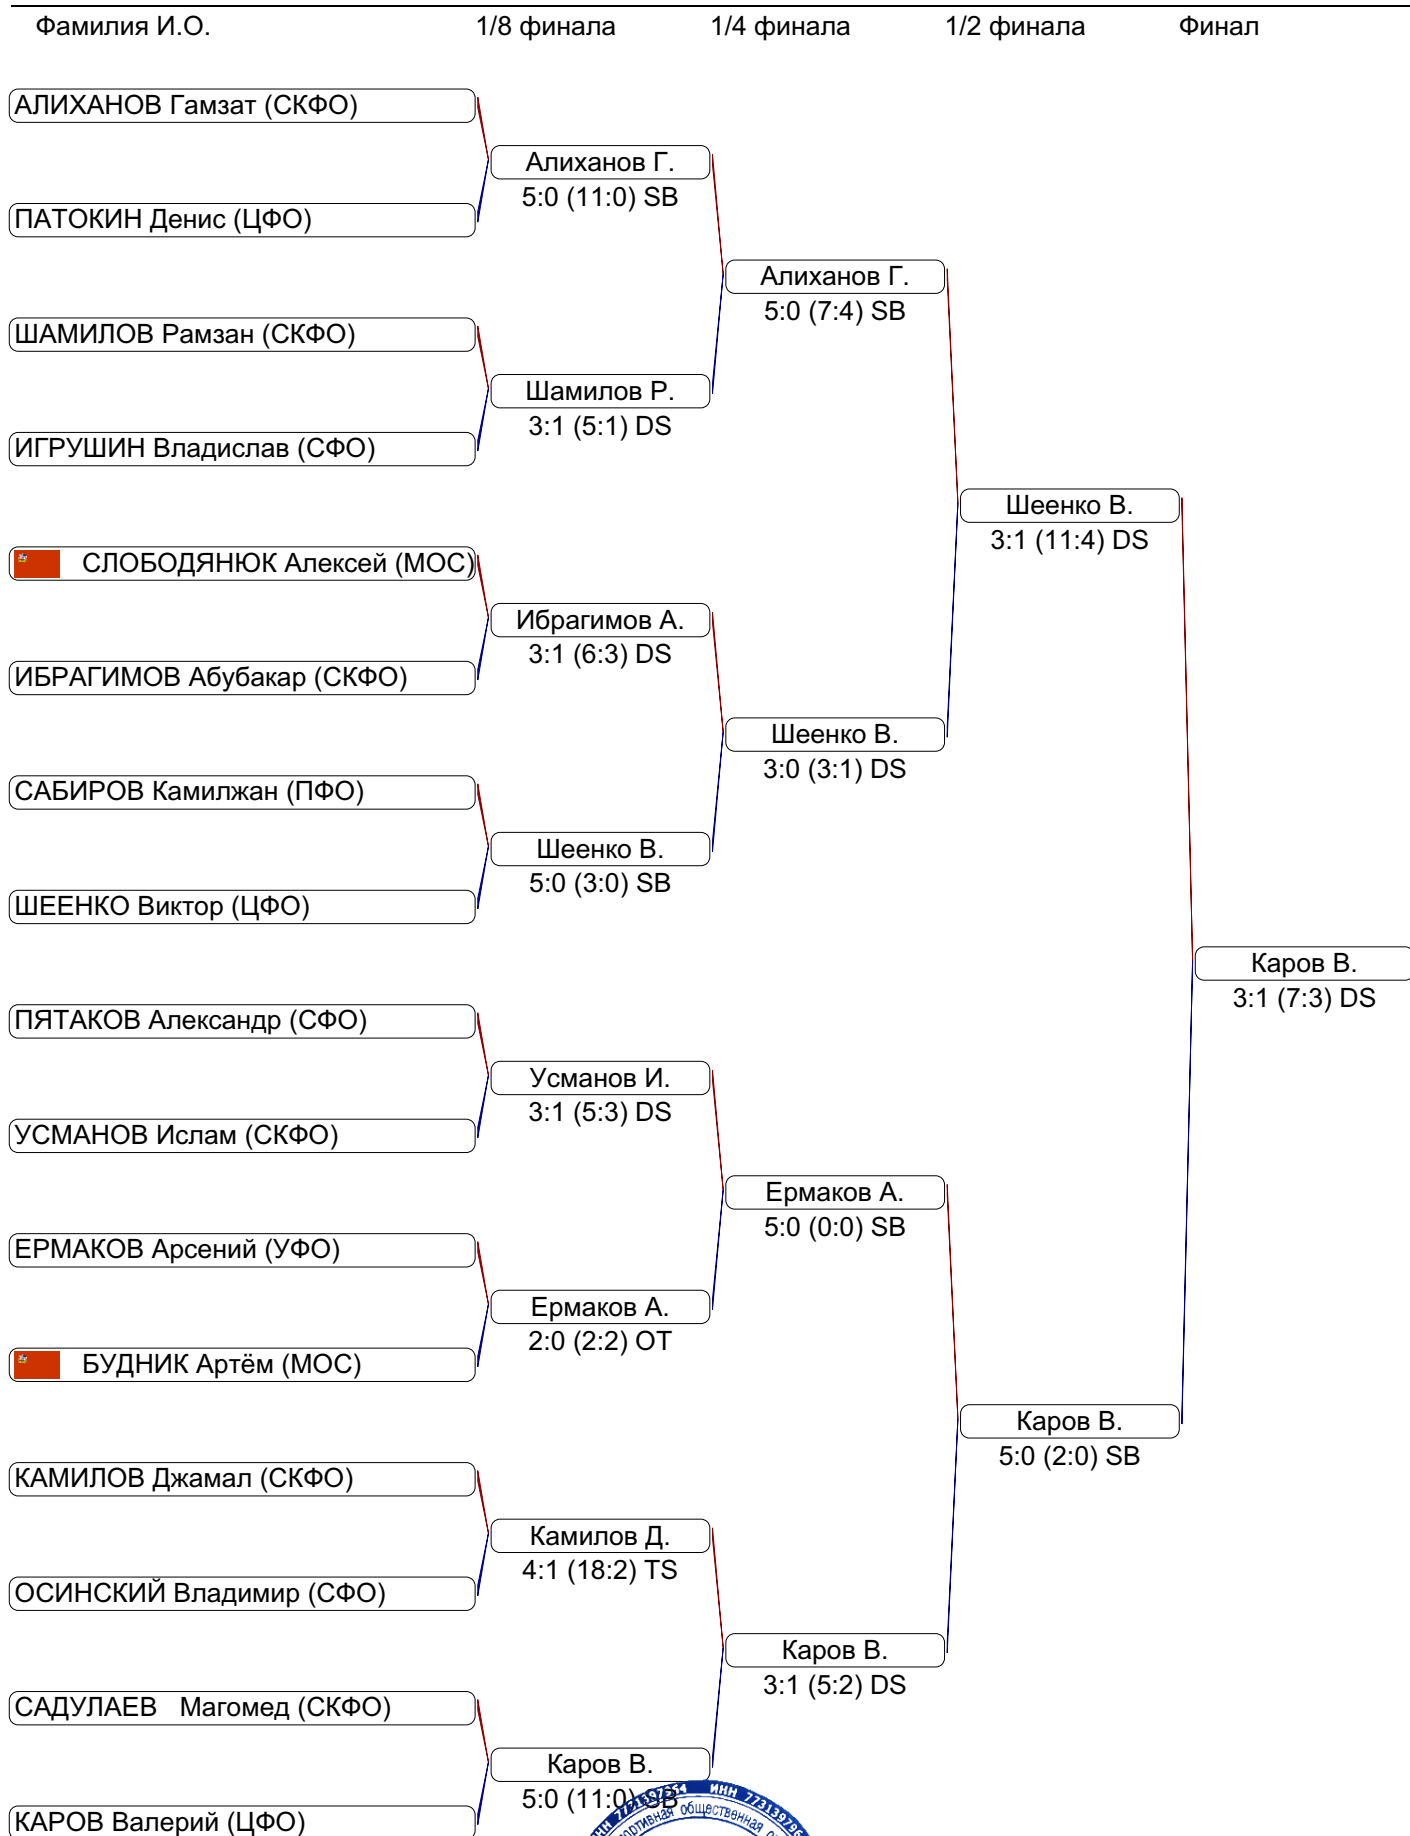 Фамилия И.О. 1/8 финала 1/4 финала 1/2 финала Финал
АЛИХАНОВ Гамзат (СКФО)
Алиханов Г.
5:0 (11:0) SB
ПАТОКИН Денис (ЦФО)
Алиханов Г.
5:0 (7:4) SB
ШАМИЛОВ Рамзан (СКФО)
Шамилов Р.
3:1 (5:1) DS
ИГРУШИН Владислав (СФО)
Шеенко В.
3:1 (11:4) DS
СЛОБОДЯНЮК Алексей (МОС)
Ибрагимов А.
3:1 (6:3) DS
ИБРАГИМОВ Абубакар (СКФО)
Шеенко В.
3:0 (3:1) DS
САБИРОВ Камилжан (ПФО)
Шеенко В.
5:0 (3:0) SB
ШЕЕНКО Виктор (ЦФО)
Каров В.
3:1 (7:3) DS
ПЯТАКОВ Александр (СФО)
Усманов И.
3:1 (5:3) DS
УСМАНОВ Ислам (СКФО)
Ермаков А.
5:0 (0:0) SB
ЕРМАКОВ Арсений (УФО)
Ермаков А.
2:0 (2:2) OT
БУДНИК Артём (МОС)
Каров В.
5:0 (2:0) SB
КАМИЛОВ Джамал (СКФО)
Камилов Д.
4:1 (18:2) TS
ОСИНСКИЙ Владимир (СФО)
Каров В.
3:1 (5:2) DS
САДУЛАЕВ Магомед (СКФО)
Каров В.
5:0 (11:0) SB
КАРОВ Валерий (ЦФО)
ИНН
общественная